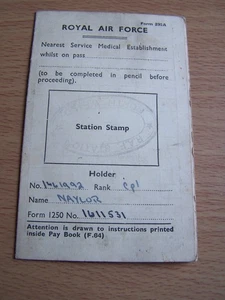 Form 291A
ROYAL AIR FORCE
Nearest Service Medical Establishment
whilst on pass
(to be completed in pencil before
proceeding).
Station Stamp
Holder
No. Rank Cpl
Name NAYLOR
Form 1250 No. 1611531
Attention is drawn to instructions printed
inside Pay Book (F.64)